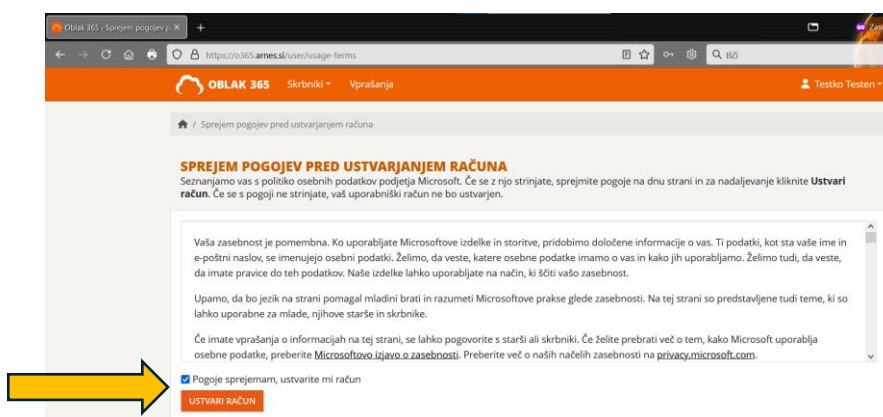 Oblak 365 - Sprejem pogojev p
https://o365.arnes.si/user/usage-terms
Išči
OBLAK 365 Skrbniki Vprašanja Testko Testen
/ Sprejem pogojev pred ustvarjanjem računa
SPREJEM POGOJEV PRED USTVARJANJEM RAČUNA
Seznanjamo vas s politiko osebnih podatkov podjetja Microsoft. Če se z njo strinjate, sprejmite pogoje na dnu strani in za nadaljevanje kliknite Ustvari
račun. Če se s pogoji ne strinjate, vaš uporabniški račun ne bo ustvarjen.
Vaša zasebnost je pomembna. Ko uporabljate Microsoftove izdelke in storitve, pridobimo določene informacije o vas. Ti podatki, kot sta vaše ime in
e-poštni naslov, se imenujejo osebni podatki. Želimo, da veste, katere osebne podatke imamo o vas in kako jih uporabljamo. Želimo tudi, da veste,
da imate pravice do teh podatkov. Naše izdelke lahko uporabljate na način, ki ščiti vašo zasebnost.
Upamo, da bo jezik na strani pomagal mladini brati in razumeti Microsoftove prakse glede zasebnosti. Na tej strani so predstavljene tudi teme, ki so
lahko uporabne za mlade, njihove starše in skrbnike.
Če imate vprašanja o informacijah na tej strani, se lahko pogovorite s starši ali skrbniki. Če želite prebrati več o tem, kako Microsoft uporablja
osebne podatke, preberite Microsoftovo izjavo o zasebnosti. Preberite več o naših načelih zasebnosti na privacy.microsoft.com.
Pogoje sprejemam, ustvarite mi račun
USTVARI RAČUN